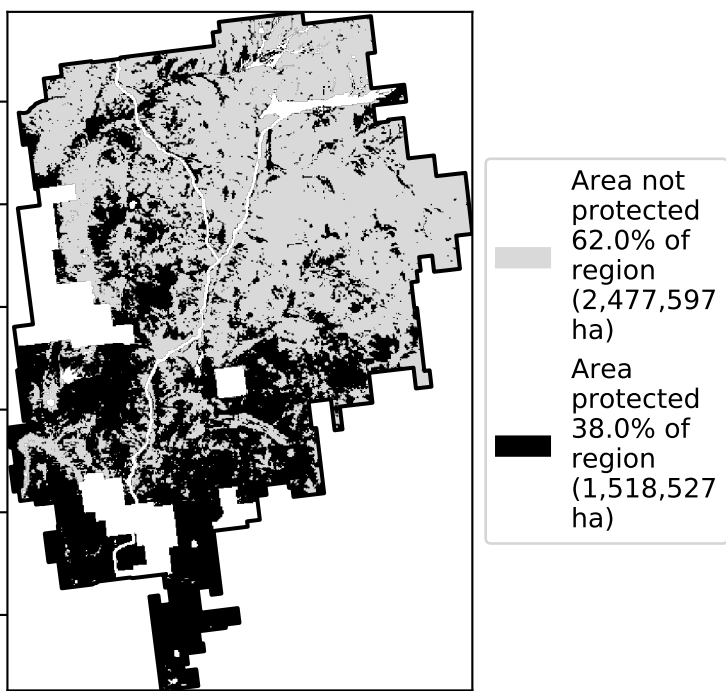 Area not
protected
62.0% of
region
(2,477,597
ha)
Area
protected
38.0% of
region
(1,518,527
ha)